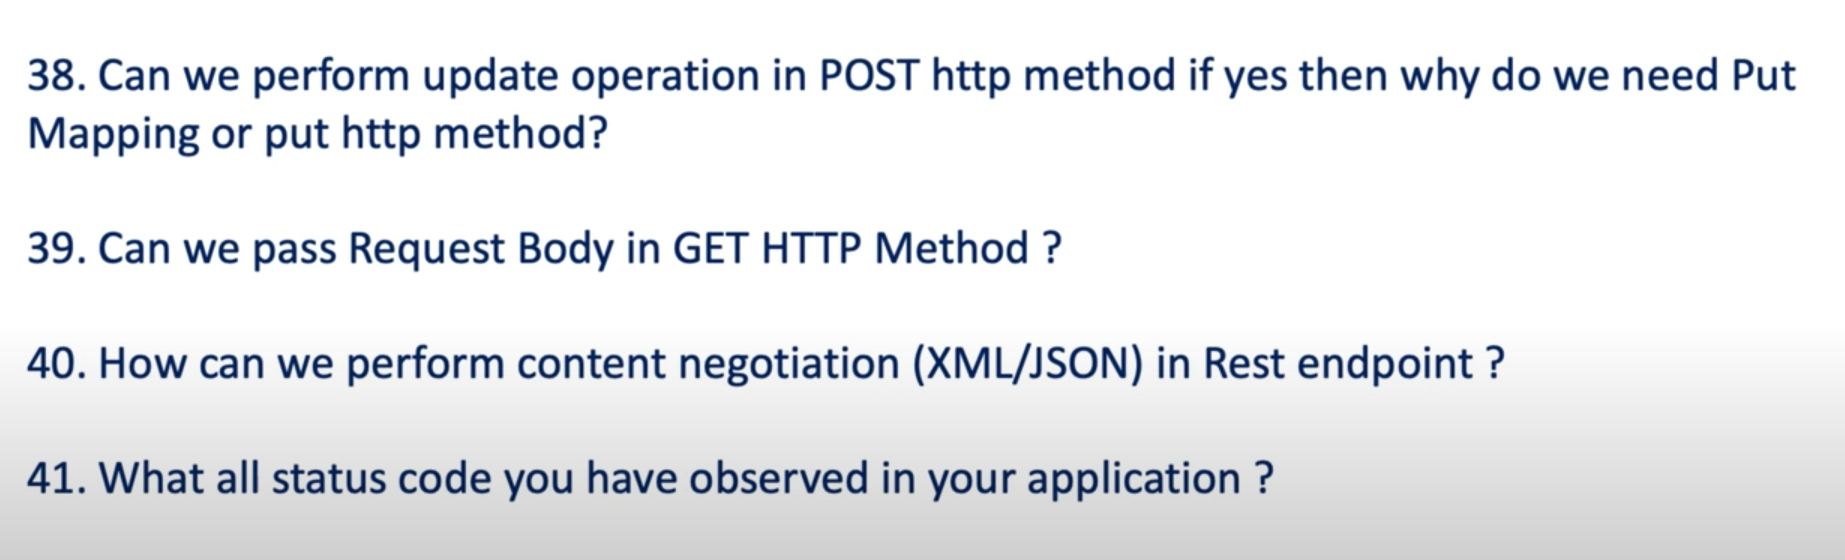 38. Can we perform update operation in POST http method if yes then why do we need Put
Mapping or put http method?
39. Can we pass Request Body in GET HTTP Method ?
40. How can we perform content negotiation (XML/JSON) in Rest endpoint ?
41. What all status code you have observed in your application ?